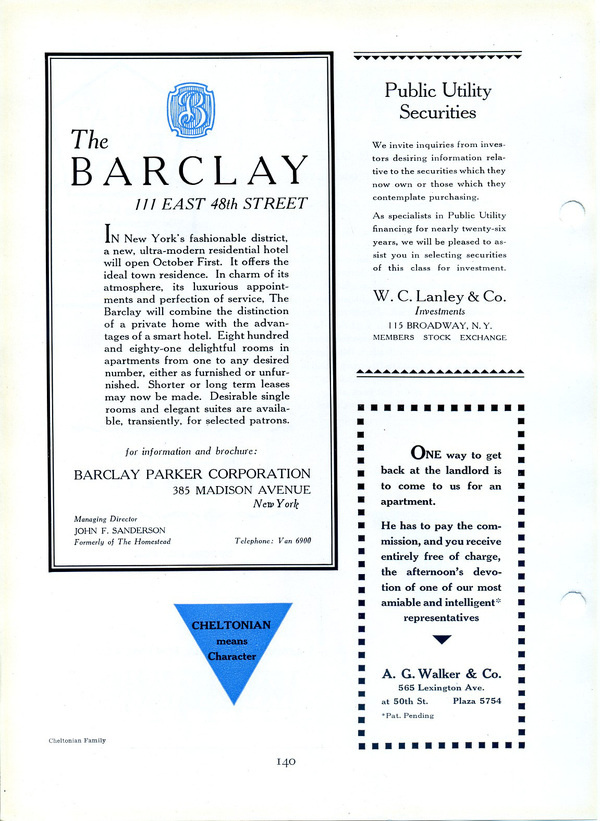 B
The
BARCLAY
111 EAST 48th STREET
IN New York's fashionable district,
a new, ultra-modern residential hotel
will open October First. It offers the
ideal town residence. In charm of its
atmosphere, its luxurious appoint-
ments and perfection of service, The
Barclay will combine the distinction
of a private home with the advan-
tages of a smart hotel. Eight hundred
and eighty-one delightful rooms in
apartments from one to any desired
number, either as furnished or unfur-
nished. Shorter or long term leases
may now be made. Desirable single
rooms and elegant suites are availa-
ble, transiently, for selected patrons.
for information and brochure:
BARCLAY PARKER CORPORATION
385 MADISON AVENUE
New York
Managing Director
JOHN F. SANDERSON
Formerly of The Homestead
Telephone: Van 6900
CHELTONIAN
means
Character
Cheltonian Family
Public Utility
Securities
We invite inquiries from inves-
tors desiring information rela-
tive to the securities which they
now own or those which they
contemplate purchasing.
As specialists in Public Utility
financing for nearly twenty-six
years, we will be pleased to as-
sist you in selecting securities
of this class for investment.
W. C. Lanley & Co.
Investments
115 BROADWAY, N. Y.
MEMBERS STOCK EXCHANGE
ONE way to get
back at the landlord is
to come to us for an
apartment.
He has to pay the com-
mission, and you receive
entirely free of charge,
the afternoon's devo-
tion of one of our most
amiable and intelligent*
representatives
A. G. Walker & Co.
565 Lexington Ave.
at 50th St. Plaza 5754
*Pat. Pending
140